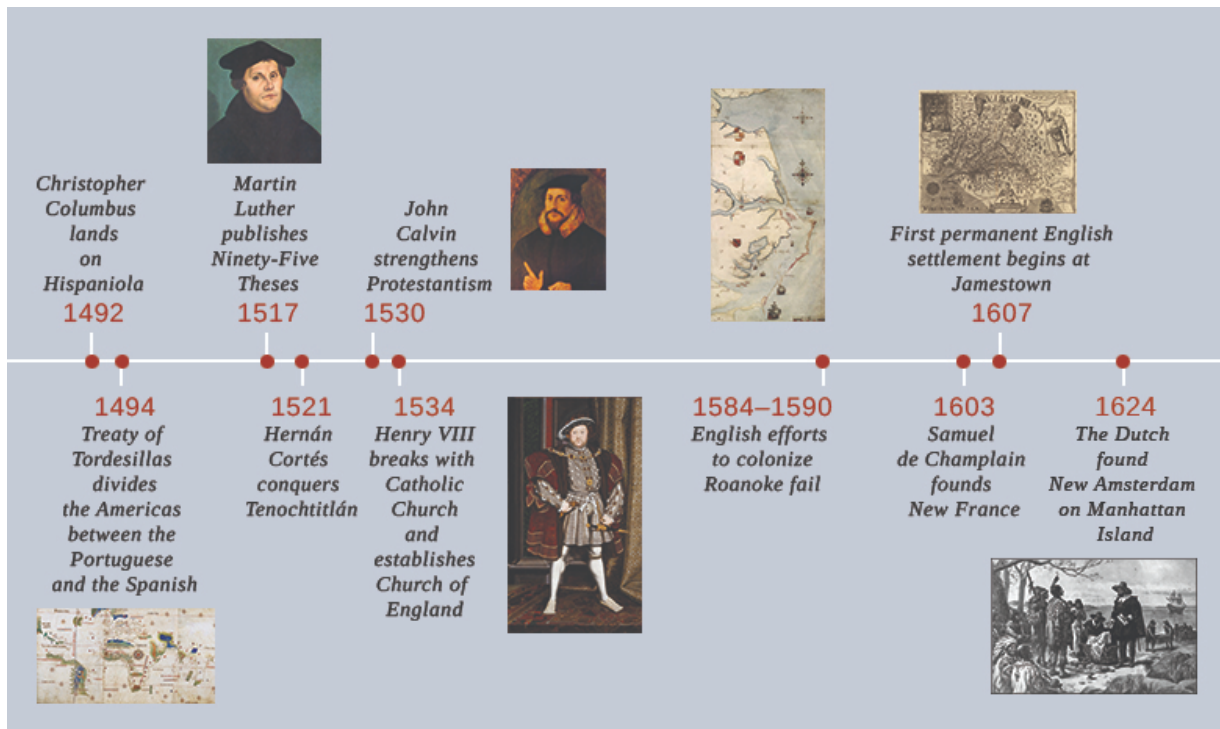 Christopher
Columbus
lands
on
Hispaniola
1492
Martin
Luther
publishes
Ninety-Five
Theses
1517
John
Calvin
strengthens
Protestantism
1530
First permanent English
settlement begins at
Jamestown
1607
1494
Treaty of
Tordesillas
divides
the Americas
between the
Portuguese
and the Spanish
1521
Hernán
Cortés
conquers
Tenochtitlán
1534
Henry VIII
breaks with
Catholic
Church
and
establishes
Church of
England
1584–1590
English efforts
to colonize
Roanoke fail
1603
Samuel
de Champlain
founds
New France
1624
The Dutch
found
New Amsterdam
on Manhattan
Island